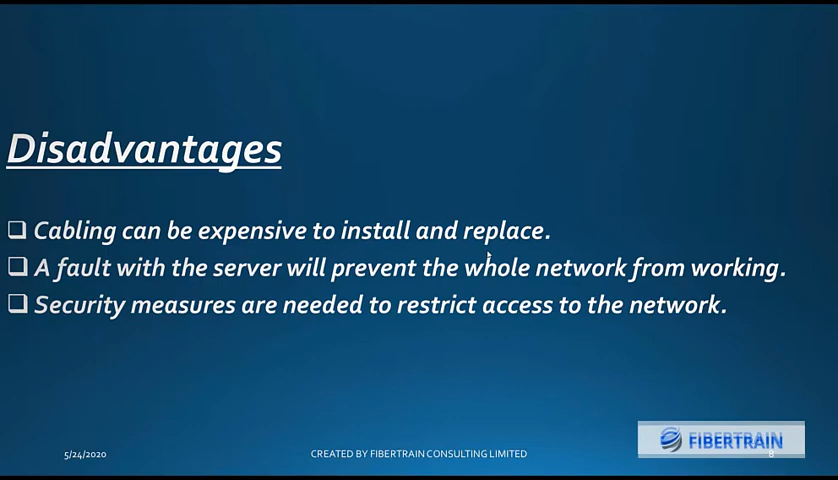 Disadvantages
❑ Cabling can be expensive to install and replace.
❑ A fault with the server will prevent the whole network from working.
❑ Security measures are needed to restrict access to the network.
FIBERTRAIN
5/24/2020
CREATED BY FIBERTRAIN CONSULTING LIMITED
8